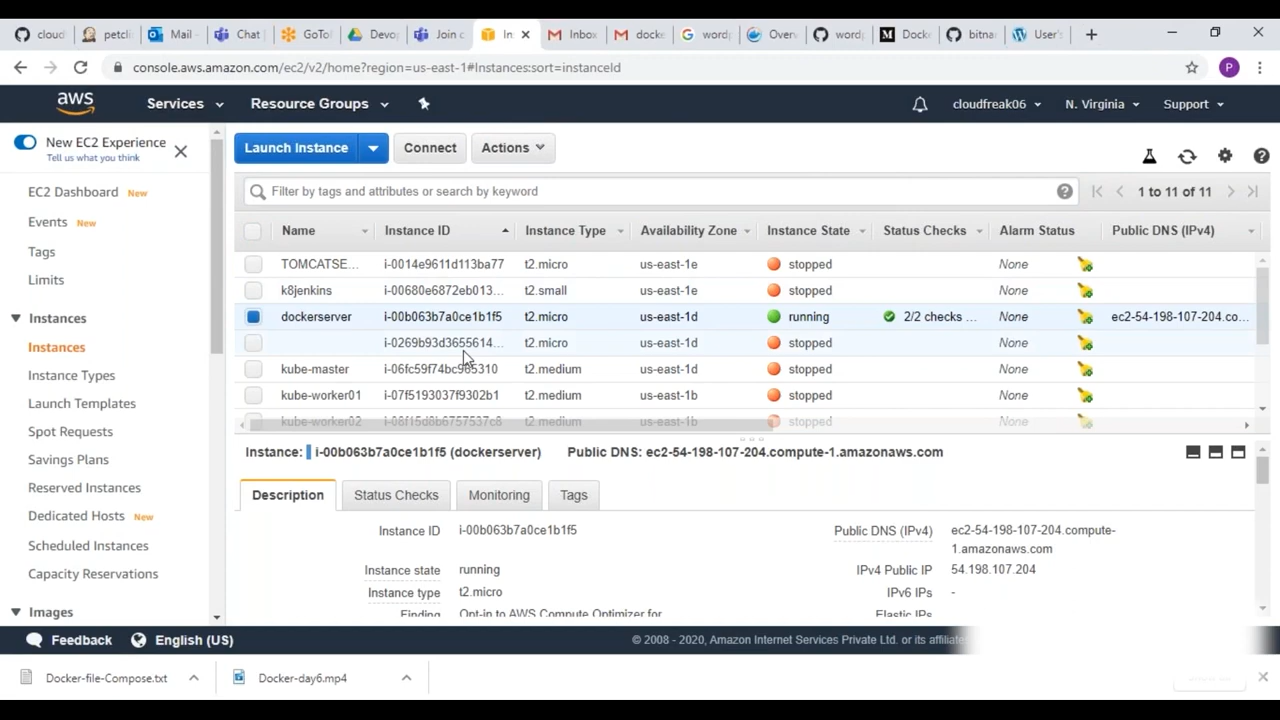 cloud petcli Mail - Chat GoTo Devo Join c In Inbo docke wordp Overv wordp Docke bitnar User's
console.aws.amazon.com/ec2/v2/home?region=us-east-1#Instances:sort=instanceId P
aws Services Resource Groups cloudfreak06 N. Virginia Support
New EC2 Experience
Tell us what you think
Launch Instance Connect Actions
Filter by tags and attributes or search by keyword 1 to 11 of 11
EC2 Dashboard New
Events New
Tags
Limits
Instances
Instances
Instance Types
Launch Templates
Spot Requests
Savings Plans
Reserved Instances
Dedicated Hosts New
Scheduled Instances
Capacity Reservations
Images
Name Instance ID Instance Type Availability Zone Instance State Status Checks Alarm Status Public DNS (IPv4)
TOMCATSE... i-0014e9611d113ba77 t2.micro us-east-1e stopped None
k8jenkins i-00680e6872eb013... t2.small us-east-1e stopped None
dockerserver i-00b063b7a0ce1b1f5 t2.micro us-east-1d running 2/2 checks ... None ec2-54-198-107-204.co...
i-0269b93d3655614... t2.micro us-east-1d stopped None
kube-master i-06fc59f74bc965310 t2.medium us-east-1d stopped None
kube-worker01 i-07f5193037f9302b1 t2.medium us-east-1b stopped None
kube-worker02 i-08f15d8b6757537c8 t2.medium us-east-1b stopped None
Instance: i-00b063b7a0ce1b1f5 (dockerserver) Public DNS: ec2-54-198-107-204.compute-1.amazonaws.com
Description Status Checks Monitoring Tags
Instance ID i-00b063b7a0ce1b1f5
Public DNS (IPv4) ec2-54-198-107-204.compute-
1.amazonaws.com
Instance state running
IPv4 Public IP 54.198.107.204
Instance type t2.micro
IPv6 IPs -
Finding Opt-in to AWS Compute Optimizer for
Elastic IPs
Feedback English (US) © 2008 - 2020, Amazon Internet Services Private Ltd. or its affiliate
Docker-file-Compose.txt Docker-day6.mp4